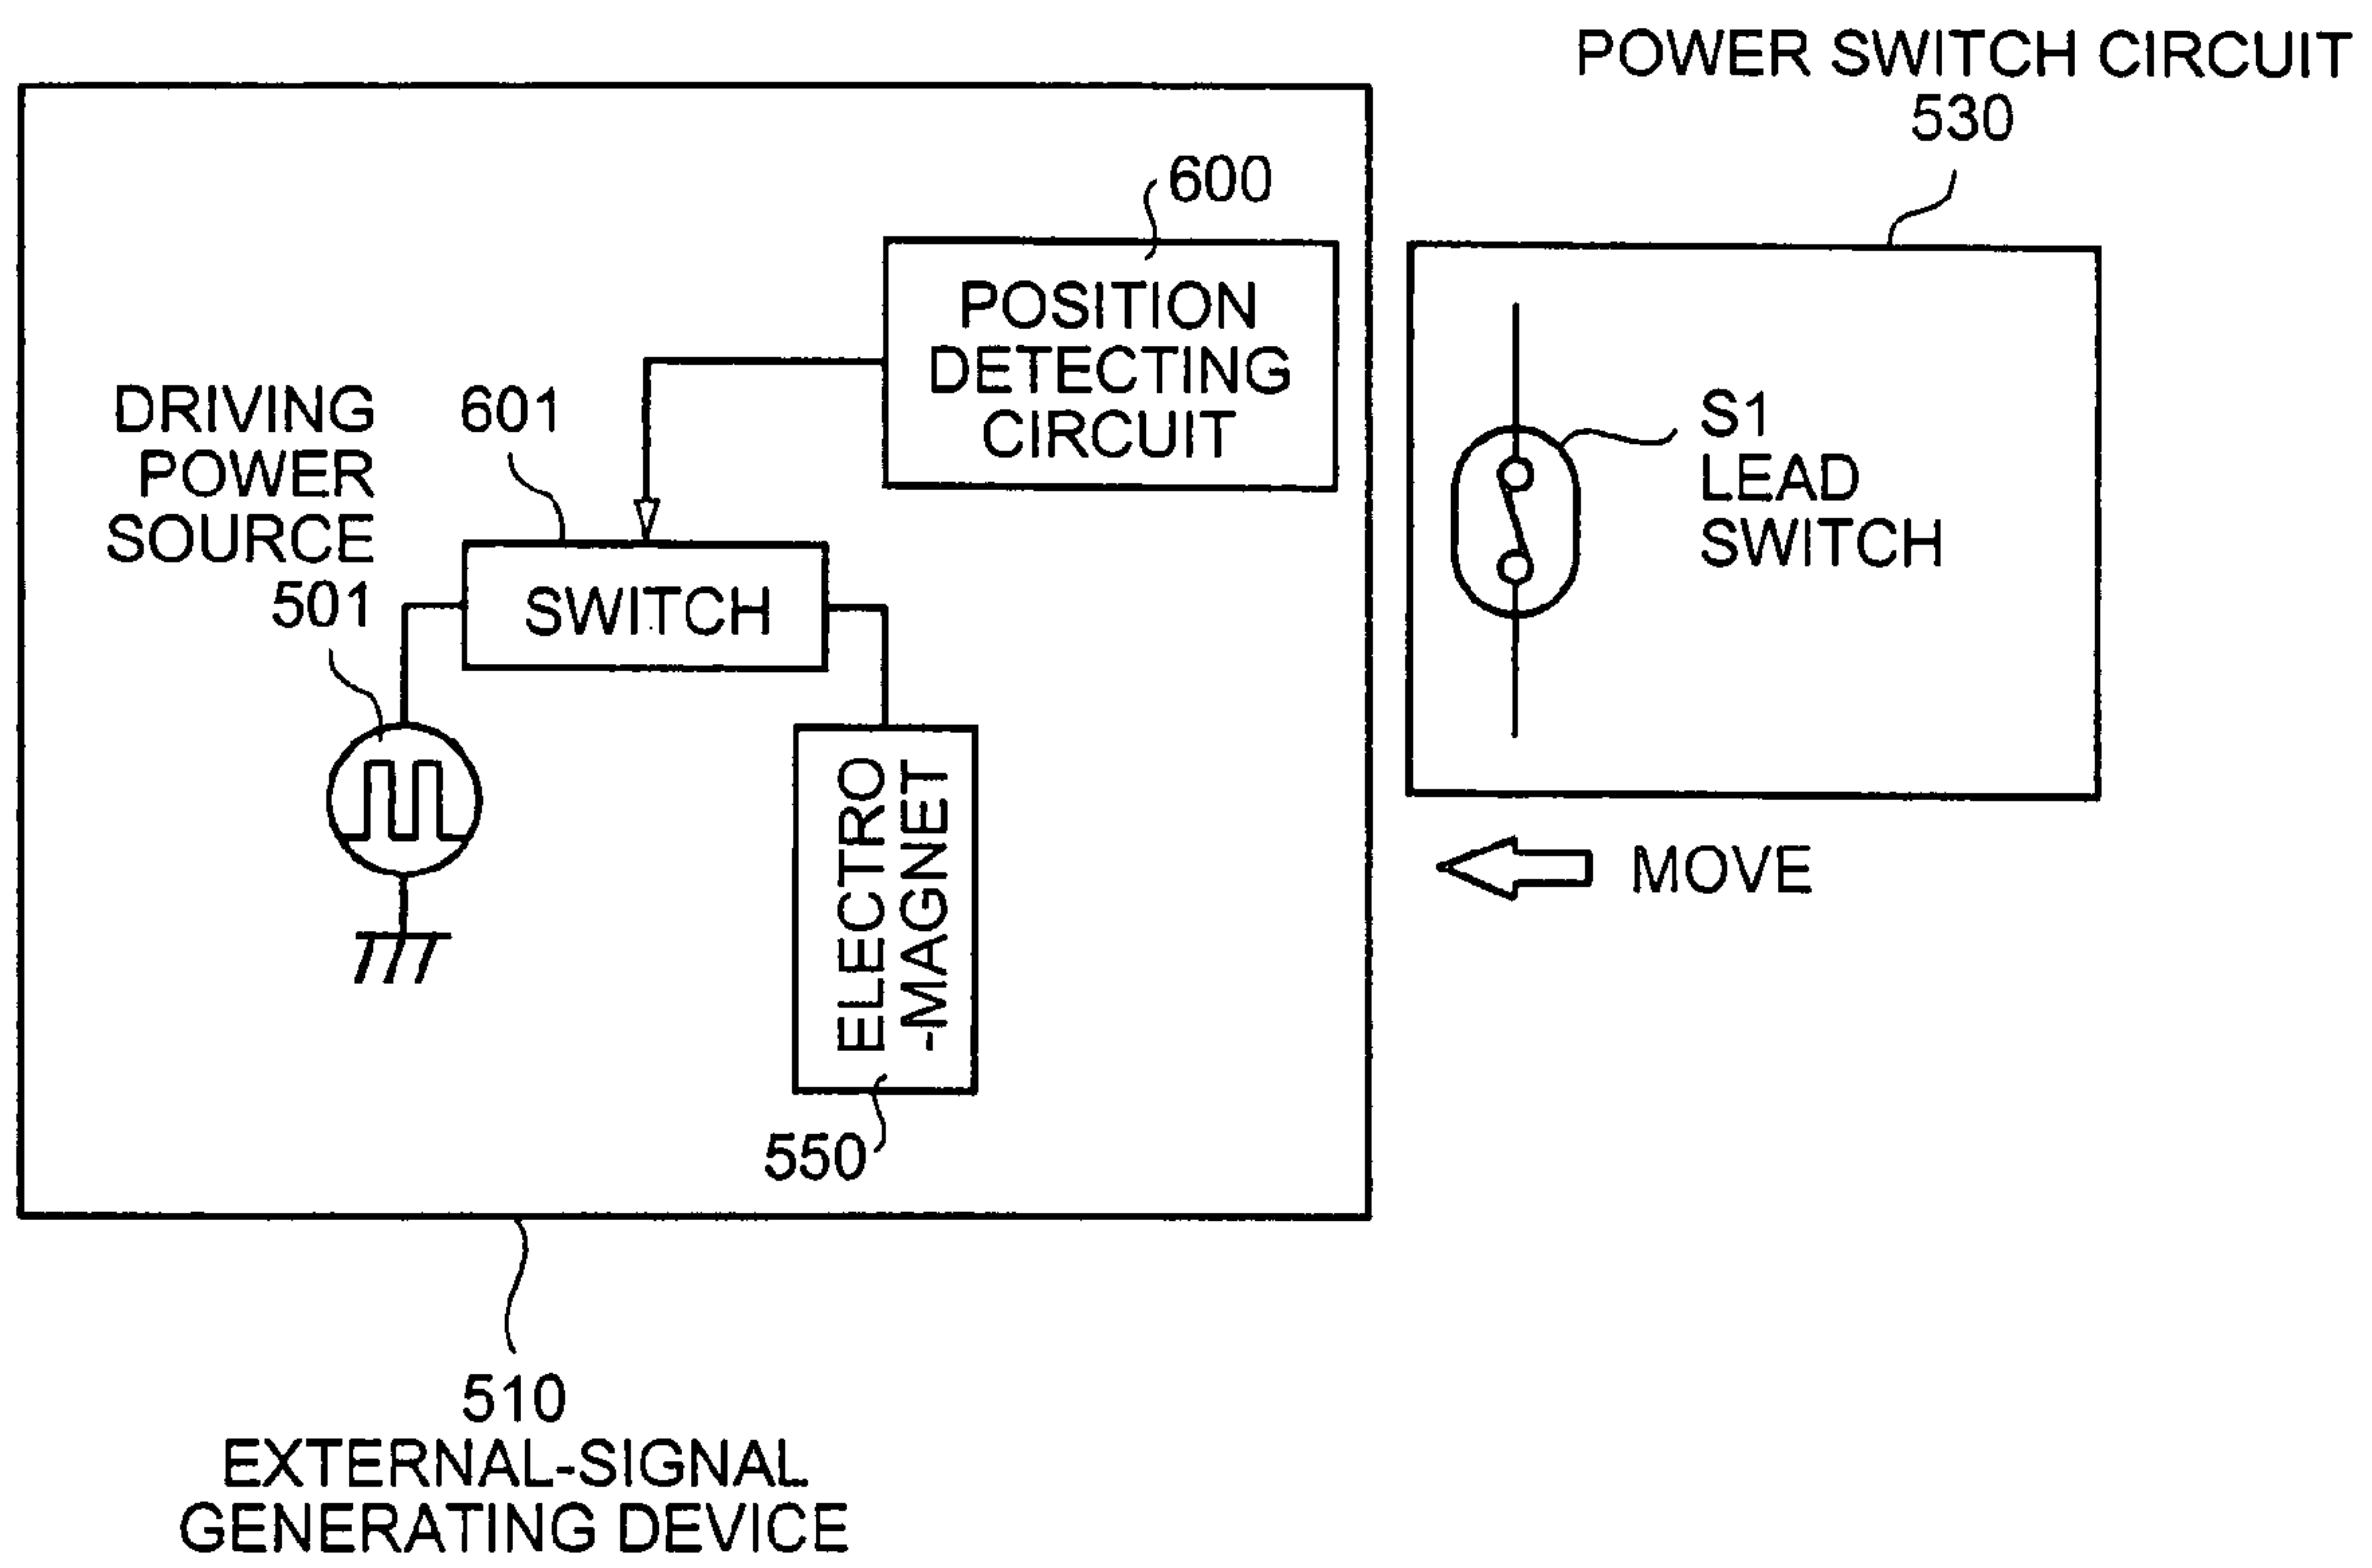 POWER SWITCH CIRCUIT
530
600
POSITION
DETECTING
CIRCUIT
DRIVING
POWER
SOURCE
501
601
SWITCH
S1
LEAD
SWITCH
MOVE
ELECTRO
-MAGNET
550
510
EXTERNAL-SIGNAL
GENERATING DEVICE